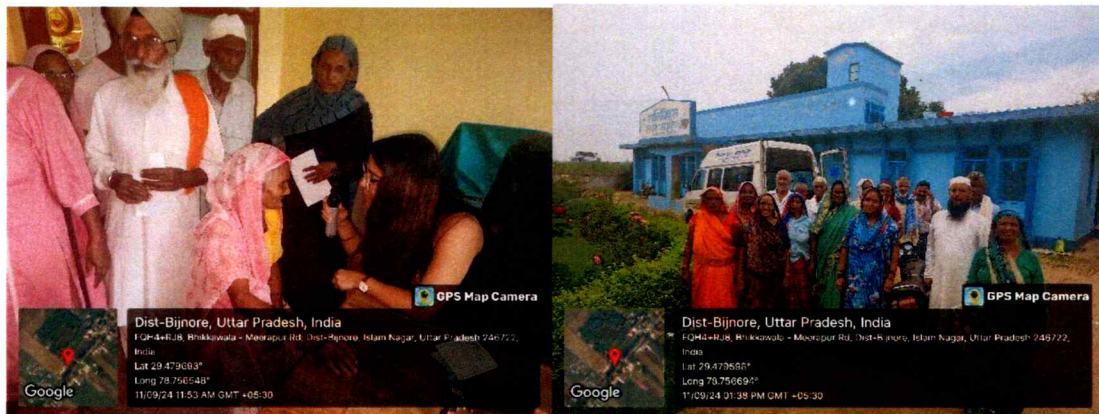 GPS Map Camera
Dist-Bijnore, Uttar Pradesh, India
FQH4+RJ8, Bhikkawala - Meerapur Rd, Dist-Bijnore, Islam Nagar, Uttar Pradesh 246722,
India
Lat 29.479693°
Long 78.756548°
11/09/24 11:53 AM GMT +05:30
Google
GPS Map Camera
Dist-Bijnore, Uttar Pradesh, India
FQH4+RJ8, Bhikkawala - Meerapur Rd, Dist-Bijnore, Islam Nagar, Uttar Pradesh 246722,
India
Lat 29.479598°
Long 78.756694°
11/09/24 01:38 PM GMT +05:30
Google